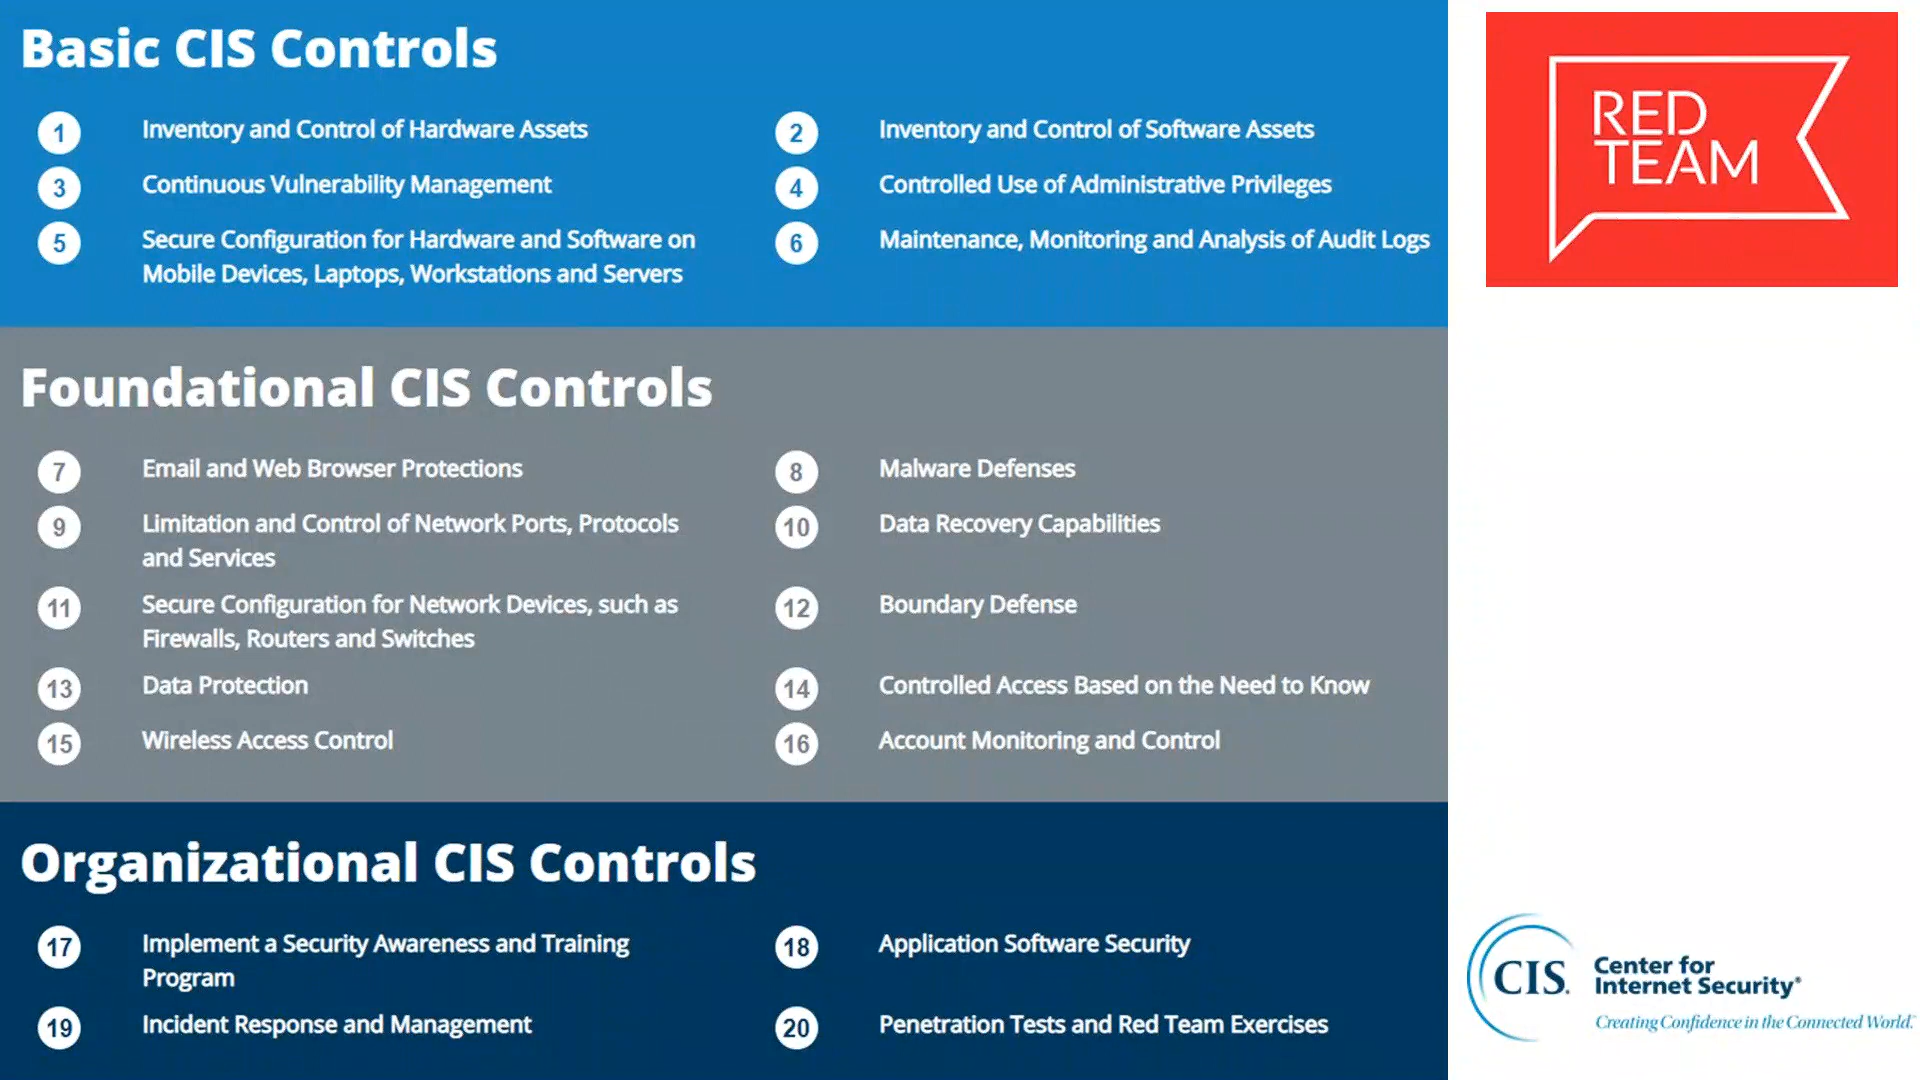 Basic CIS Controls
1 Inventory and Control of Hardware Assets
2 Inventory and Control of Software Assets
3 Continuous Vulnerability Management
4 Controlled Use of Administrative Privileges
5 Secure Configuration for Hardware and Software on
Mobile Devices, Laptops, Workstations and Servers
6 Maintenance, Monitoring and Analysis of Audit Logs
Foundational CIS Controls
7 Email and Web Browser Protections
8 Malware Defenses
9 Limitation and Control of Network Ports, Protocols
and Services
10 Data Recovery Capabilities
11 Secure Configuration for Network Devices, such as
Firewalls, Routers and Switches
12 Boundary Defense
13 Data Protection
14 Controlled Access Based on the Need to Know
15 Wireless Access Control
16 Account Monitoring and Control
Organizational CIS Controls
17 Implement a Security Awareness and Training
Program
18 Application Software Security
19 Incident Response and Management
20 Penetration Tests and Red Team Exercises
RED
TEAM
CIS.
Center for
Internet Security®
Creating Confidence in the Connected World.